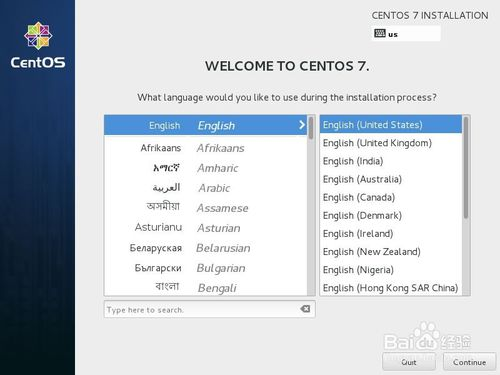 CENTOS 7 INSTALLATION
us
CentOS
WELCOME TO CENTOS 7.
What language would you like to use during the installation process?
English English
Afrikaans Afrikaans
አማርኛ Amharic
العربية Arabic
অসমীয়া Assamese
Asturianu Asturian
Беларуская Belarusian
Български Bulgarian
বাংলা Bengali
English (United States)
English (United Kingdom)
English (India)
English (Australia)
English (Canada)
English (Denmark)
English (Ireland)
English (New Zealand)
English (Nigeria)
English (Hong Kong SAR China)
Type here to search.
Baidu 经验
Quit Continue